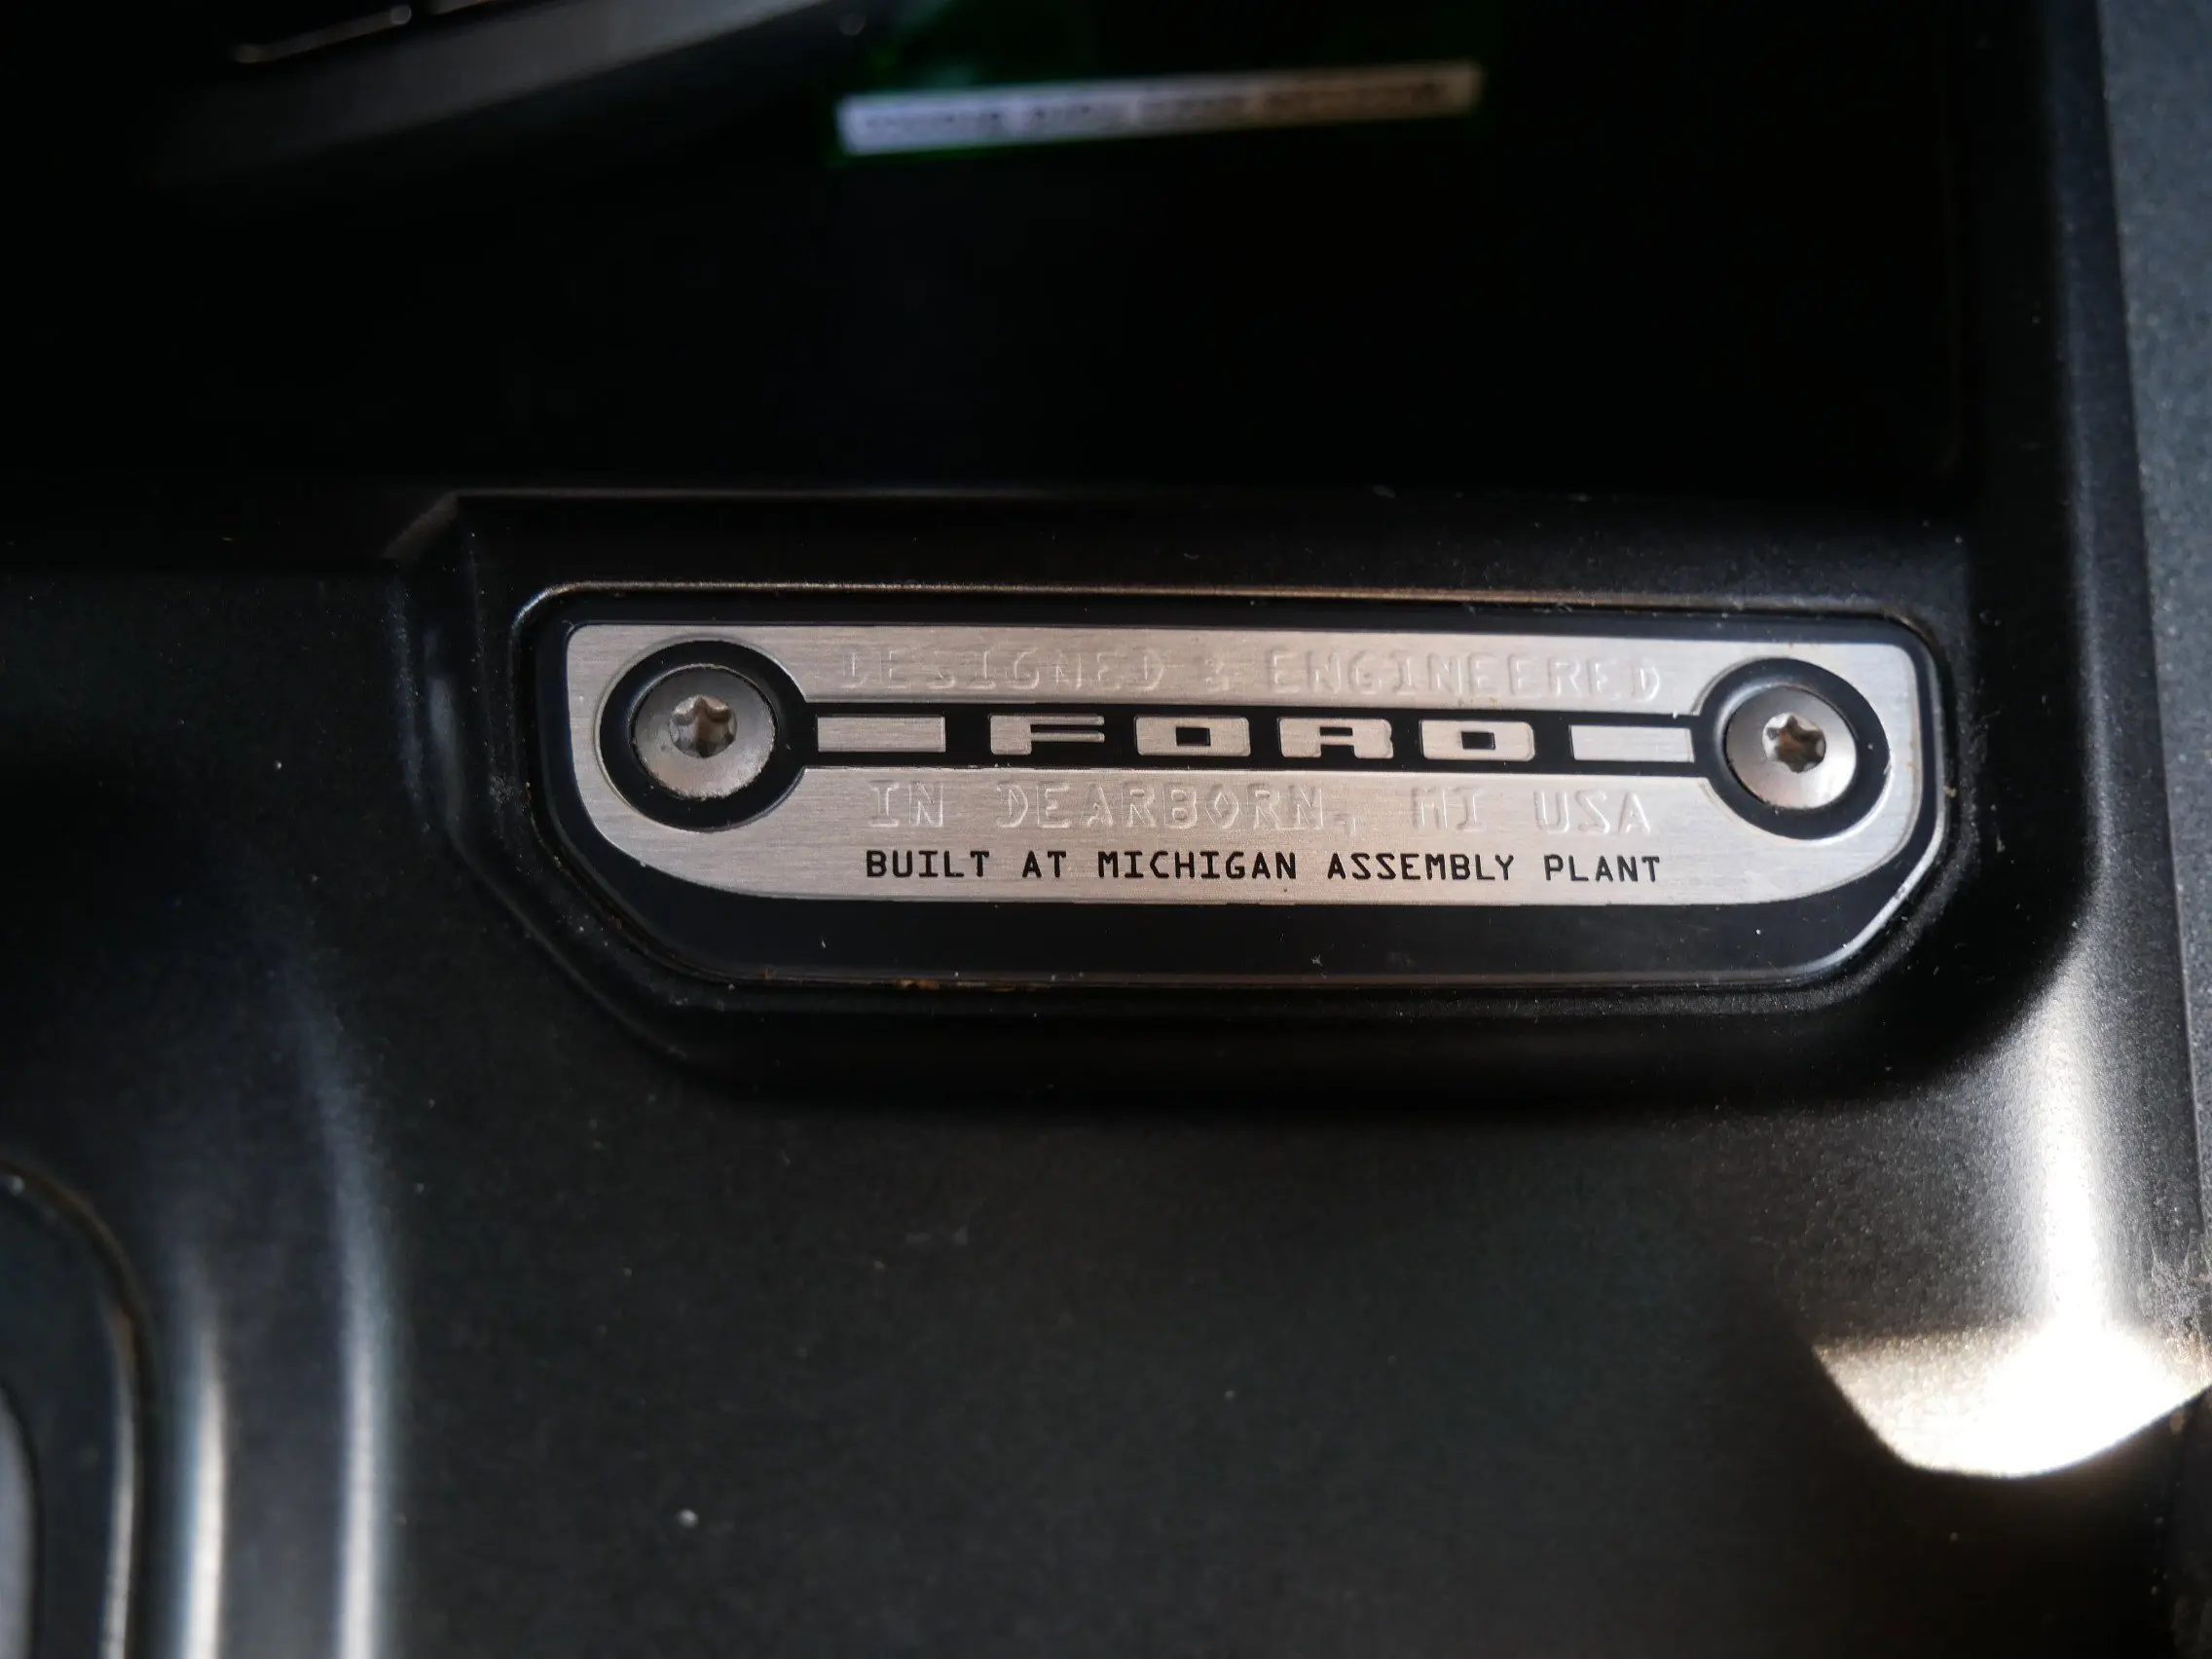 DESIGNED & ENGINEERED
FORD
IN DEARBORN, MI USA
BUILT AT MICHIGAN ASSEMBLY PLANT